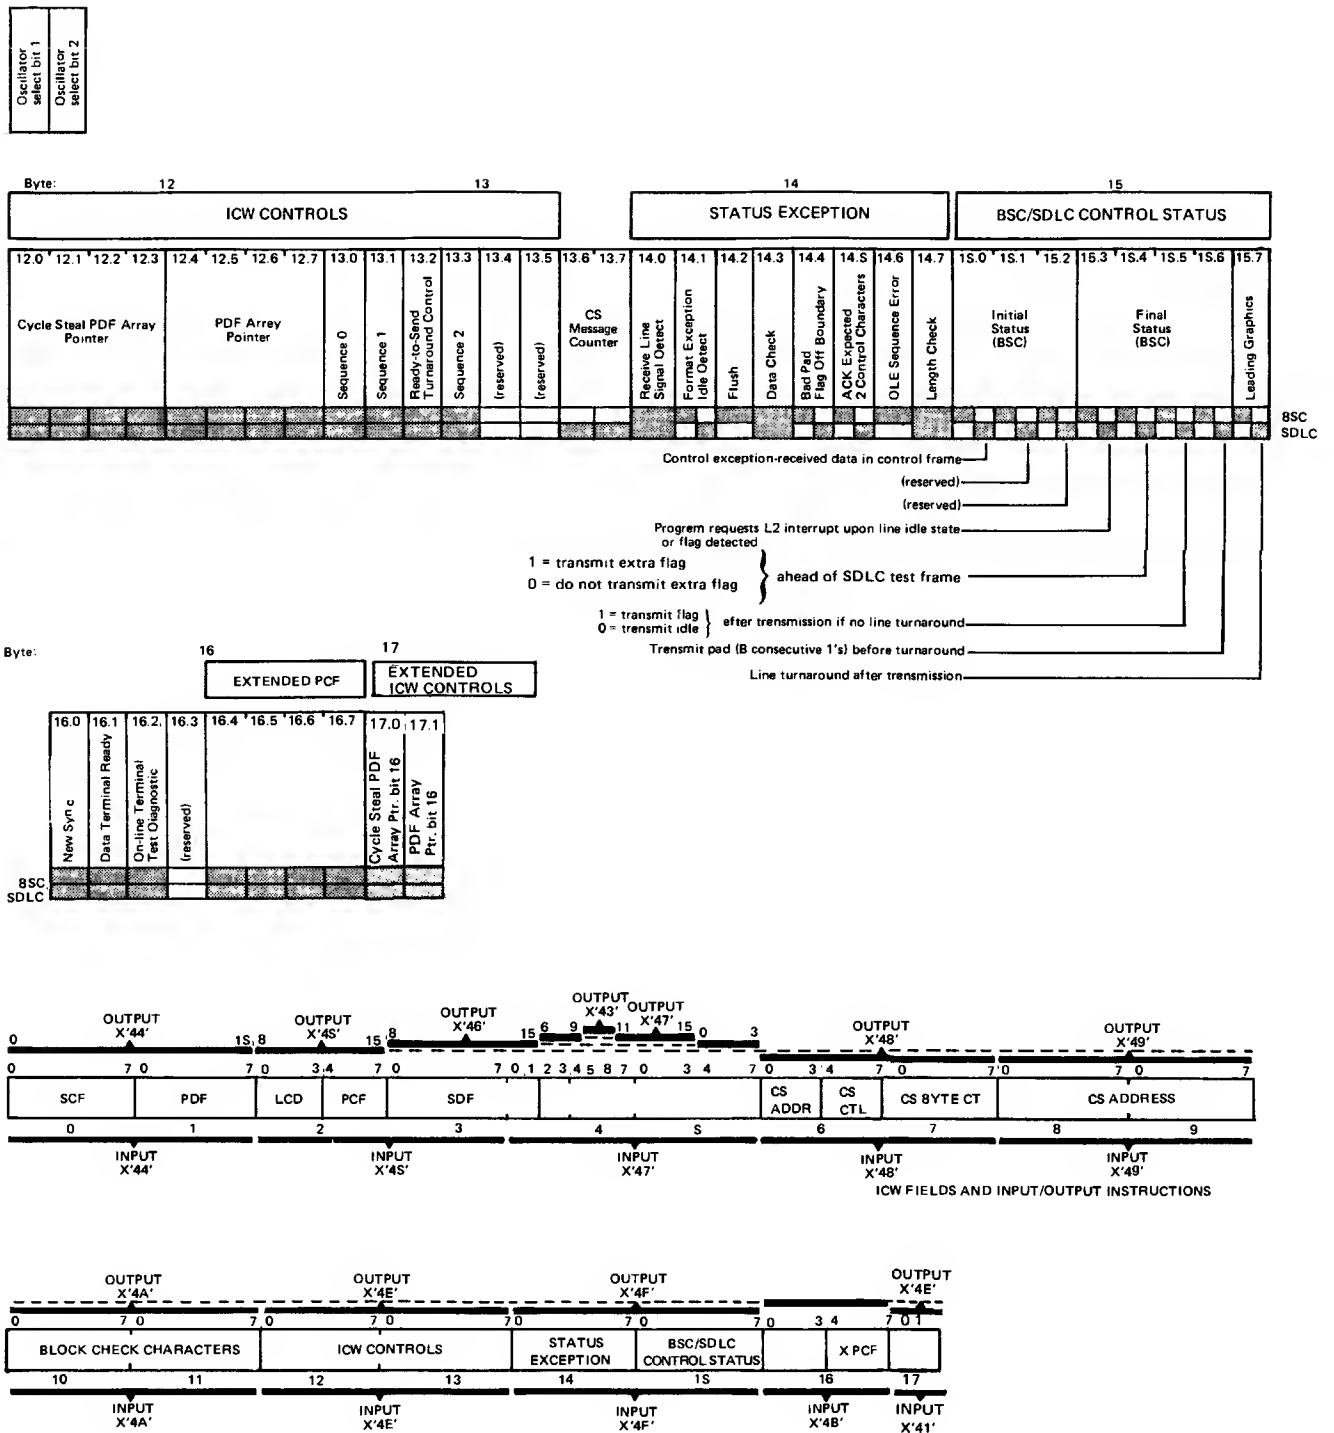 Oscillator
select bit 1
Oscillator
select bit 2
Byte: 12 13 14 15
ICW CONTROLS STATUS EXCEPTION BSC/SDLC CONTROL STATUS
12.0 12.1 12.2 12.3 12.4 12.5 12.6 12.7 13.0 13.1 13.2 13.3 13.4 13.5 13.6 13.7 14.0 14.1 14.2 14.3 14.4 14.S 14.6 14.7 1S.0 1S.1 15.2 15.3 1S.4 1S.5 1S.6 15.7
Cycle Steal PDF Array
Pointer
PDF Array
Pointer
Sequence 0
Sequence 1
Ready-to-Send
Turnaround Control
Sequence 2
(reserved)
(reserved)
CS
Message
Counter
Receive Line
Signal Detect
Format Exception
Idle Detect
Flush
Data Check
Bad Pad
Flag Off Boundary
ACK Expected
2 Control Characters
OLE Sequence Error
Length Check
Initial
Status
(BSC)
Final
Status
(BSC)
Leading Graphics
8SC
SDLC
Control exception-received data in control frame
(reserved)
(reserved)
Progrem requests L2 interrupt upon line idle state
or flag detected
1 = transmit extra flag
0 = do not transmit extra flag
ahead of SDLC test frame
1 = transmit flag
0 = transmit idle
efter trensmission if no line turnaround
Trensmit pad (B consecutive 1's) before turnaround
Line turnaround after transmission
Byte: 16 17
EXTENDED PCF
EXTENDED
ICW CONTROLS
16.0 16.1 16.2 16.3 16.4 16.5 16.6 16.7 17.0 17.1
New Sync
Data Terminal Ready
On-line Terminal
Test Diagnostic
(reserved)
Cycle Steal PDF
Array Ptr. bit 16
PDF Array
Ptr. bit 16
8SC
SDLC
OUTPUT
X'44'
OUTPUT
X'4S'
OUTPUT
X'46'
OUTPUT
X'43'
OUTPUT
X'47'
OUTPUT
X'48'
OUTPUT
X'49'
0 1S 8 15 8 15 6 9 11 15 0 3
0 7 0 7 0 3 4 7 0 7 0 1 2 3 4 5 8 7 0 3 4 7 0 3 4 7 0 7 0 7 0 7
SCF PDF LCD PCF SDF
CS
ADDR
CS
CTL
CS 8YTE CT
CS ADDRESS
0 1 2 3 4 S 6 7 8 9
INPUT
X'44'
INPUT
X'4S'
INPUT
X'47'
INPUT
X'48'
INPUT
X'49'
ICW FIELDS AND INPUT/OUTPUT INSTRUCTIONS
OUTPUT
X'4A'
OUTPUT
X'4E'
OUTPUT
X'4F'
OUTPUT
X'4E'
0 7 0 7 0 7 0 7 0 7 0 7 0 3 4 7 0 1
BLOCK CHECK CHARACTERS
ICW CONTROLS
STATUS
EXCEPTION
BSC/SDLC
CONTROL STATUS
X PCF
10 11 12 13 14 1S 16 17
INPUT
X'4A'
INPUT
X'4E'
INPUT
X'4F'
INPUT
X'4B'
INPUT
X'41'